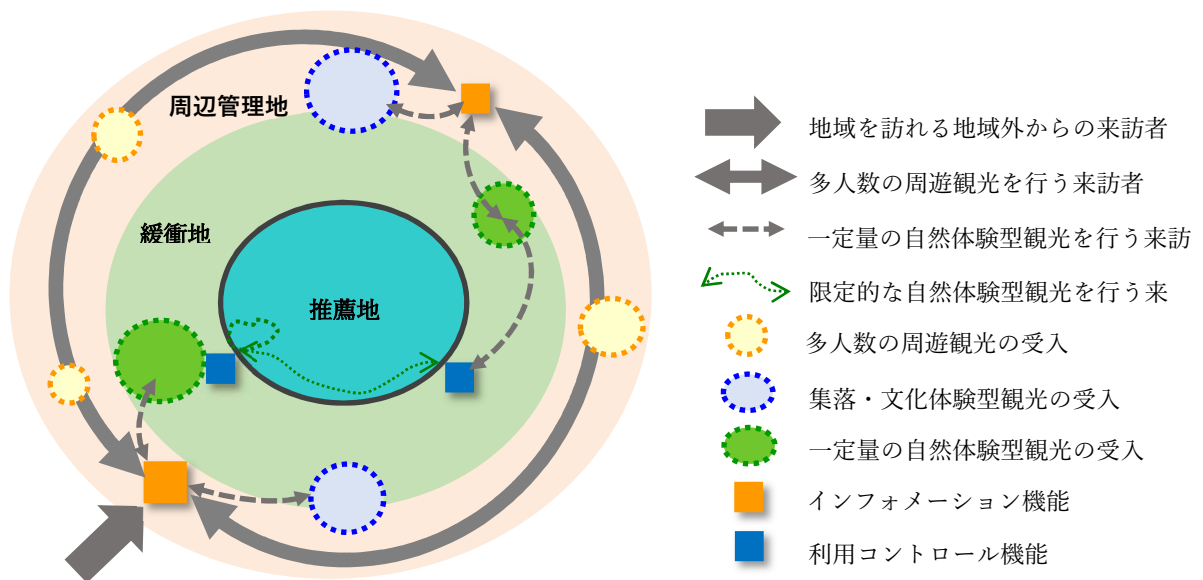 周辺管理地
緩衝地
推薦地
地域を訪れる地域外からの来訪者
多人数の周遊観光を行う来訪者
一定量の自然体験型観光を行う来訪
限定的な自然体験型観光を行う来
多人数の周遊観光の受入
集落・文化体験型観光の受入
一定量の自然体験型観光の受入
インフォメーション機能
利用コントロール機能